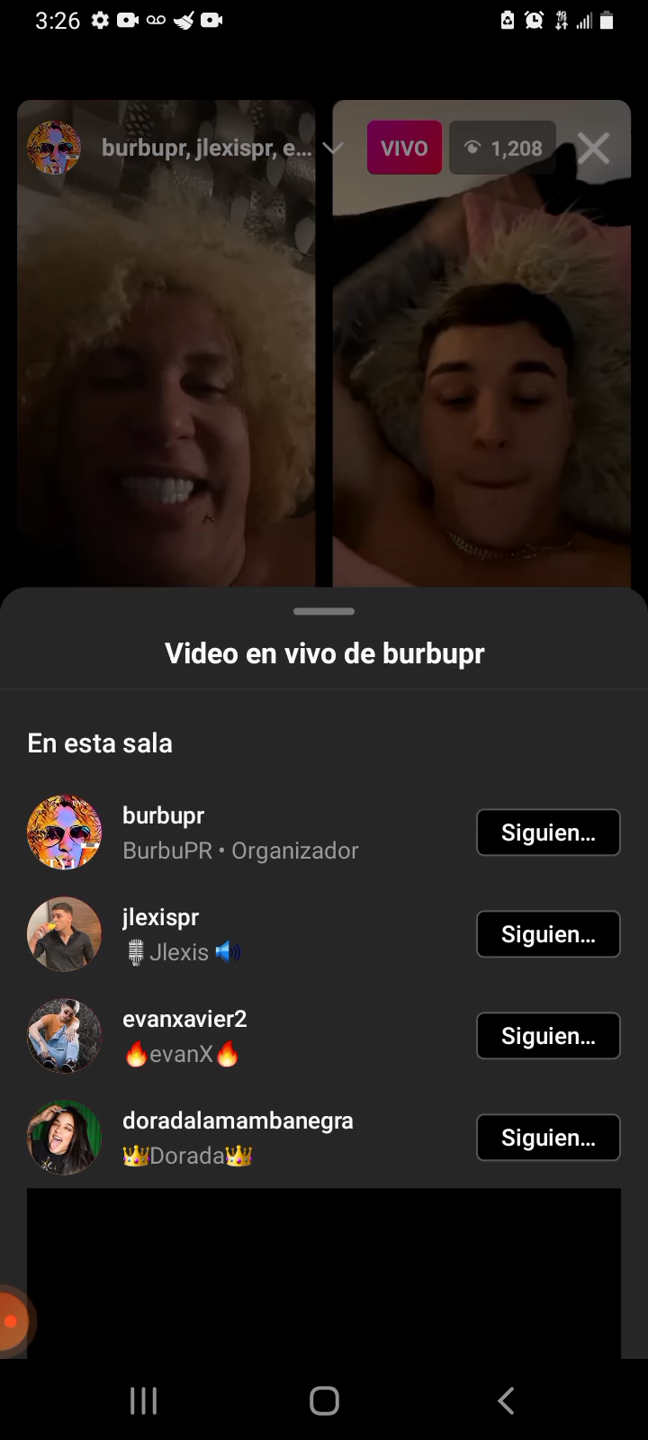 3:26
burbupr, jlexispr, e...
VIVO
1,208
Video en vivo de burbupr
En esta sala
burbupr
BurbuPR • Organizador
Siguien...
jlexispr
🎙️Jlexis 🔊
Siguien...
evanxavier2
🔥evanX🔥
Siguien...
doradalamambanegra
👑Dorada👑
Siguien...